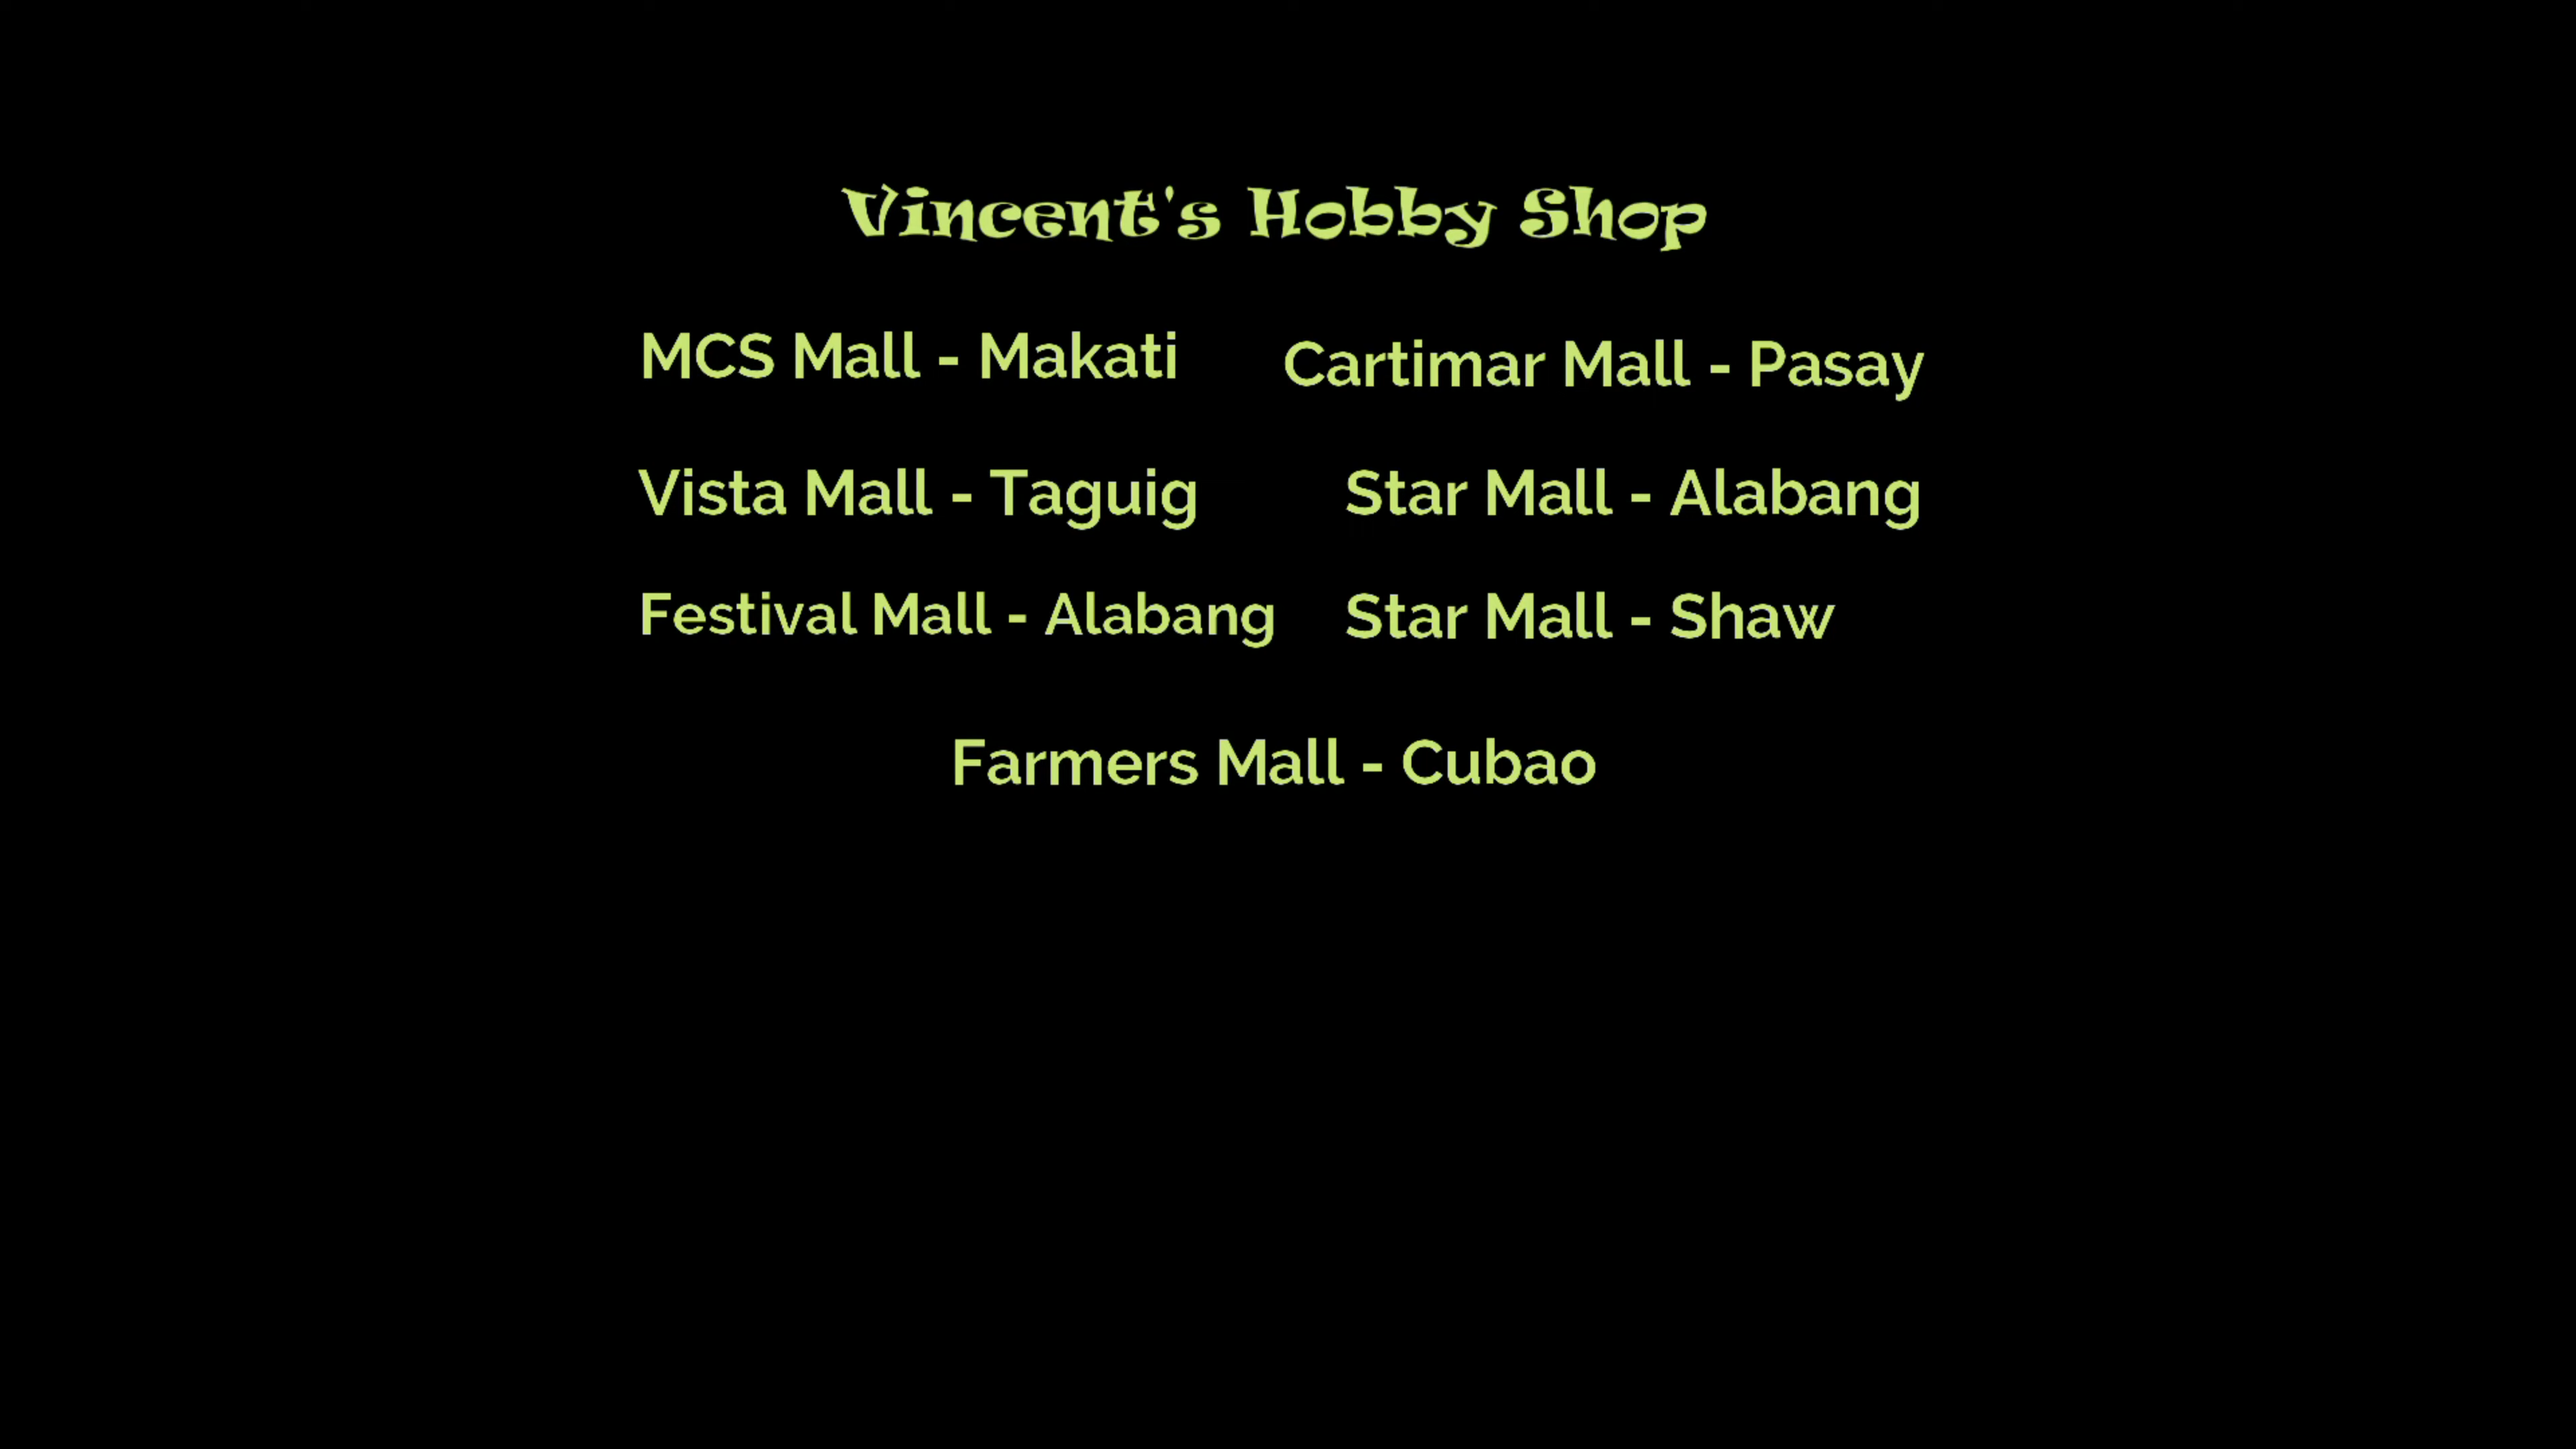 Vincent's Hobby Shop
MCS Mall - Makati
Cartimar Mall - Pasay
Vista Mall - Taguig
Star Mall - Alabang
Festival Mall - Alabang
Star Mall - Shaw
Farmers Mall - Cubao